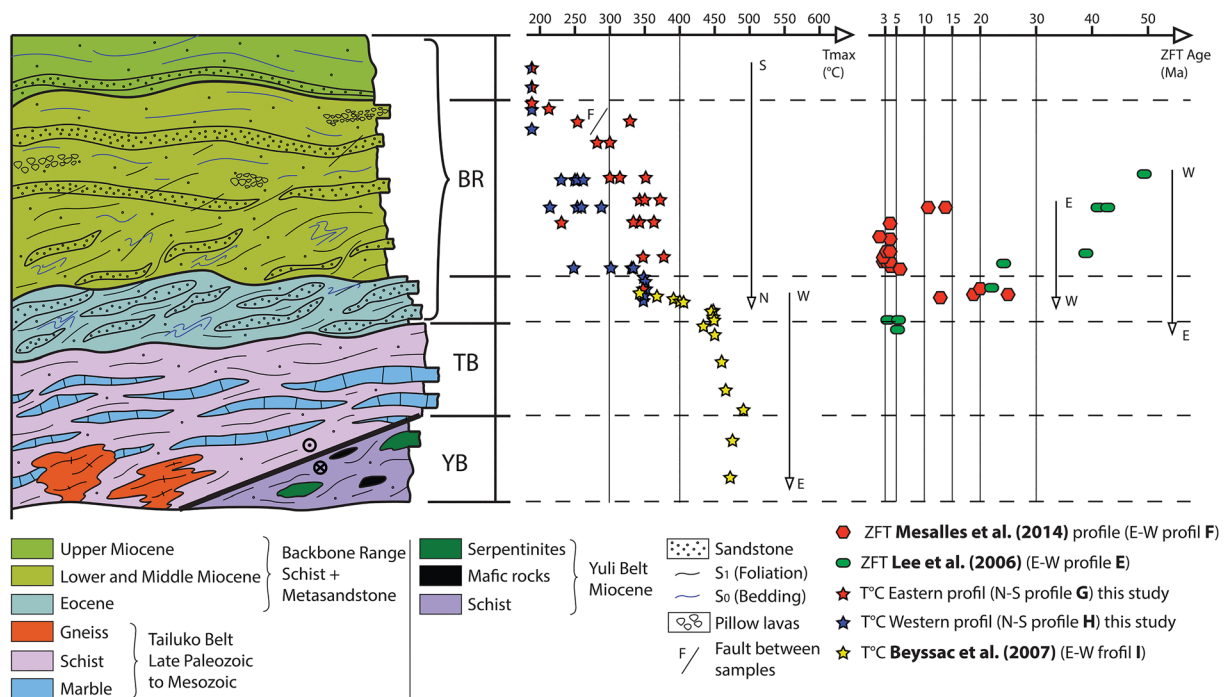 200 250 300 350 400 450 500 550 600
Tmax
(°C)
3 5 10 15 20 30 40 50
ZFT Age
(Ma)
S
F
N
W
E
E
W
W
E
BR
TB
YB
Upper Miocene
Lower and Middle Miocene
Eocene
Backbone Range
Schist +
Metasandstone
Gneiss
Schist
Marble
Tailuko Belt
Late Paleozoic
to Mesozoic
Serpentinites
Mafic rocks
Schist
Yuli Belt
Miocene
Sandstone
S1 (Foliation)
S0 (Bedding)
Pillow lavas
F
Fault between
samples
ZFT Mesalles et al. (2014) profile (E-W profil F)
ZFT Lee et al. (2006) (E-W profile E)
T°C Eastern profil (N-S profile G) this study
T°C Western profil (N-S profile H) this study
T°C Beyssac et al. (2007) (E-W frofil I)